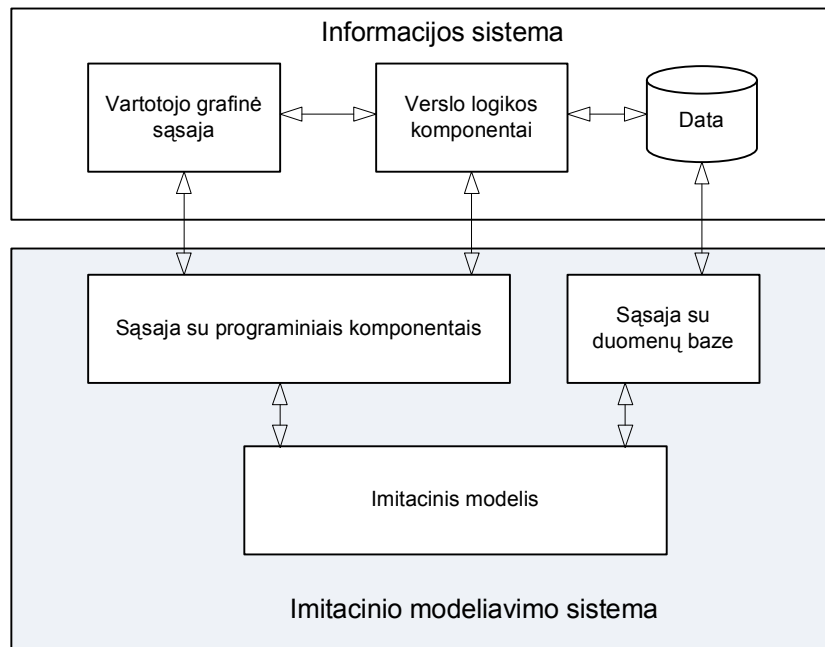 Informacijos sistema
Vartotojo grafinė
sąsaja
Verslo logikos
komponentai
Data
Sąsaja su programiniais komponentais
Sąsaja su
duomenų baze
Imitacinis modelis
Imitacinio modeliavimo sistema